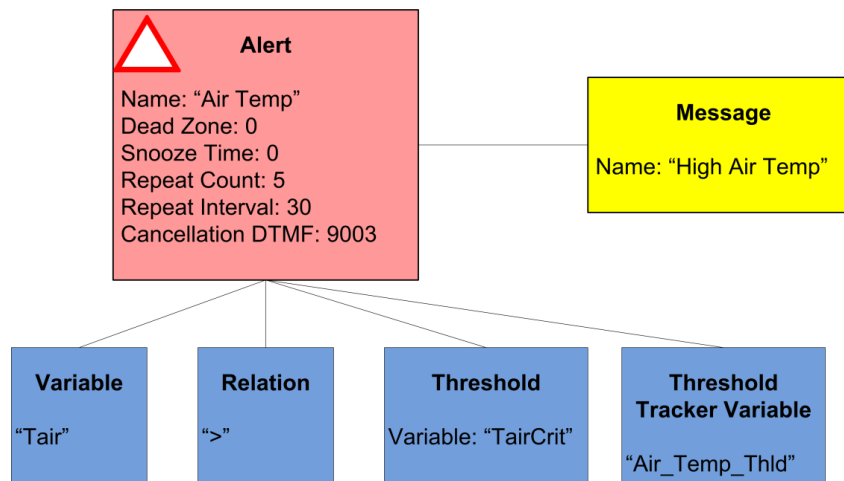 Alert
Name: “Air Temp”
Dead Zone: 0
Snooze Time: 0
Repeat Count: 5
Repeat Interval: 30
Cancellation DTMF: 9003
Message
Name: “High Air Temp”
Variable
“Tair”
Relation
“>”
Threshold
Variable: “TairCrit”
Threshold
Tracker Variable
“Air_Temp_Thld”